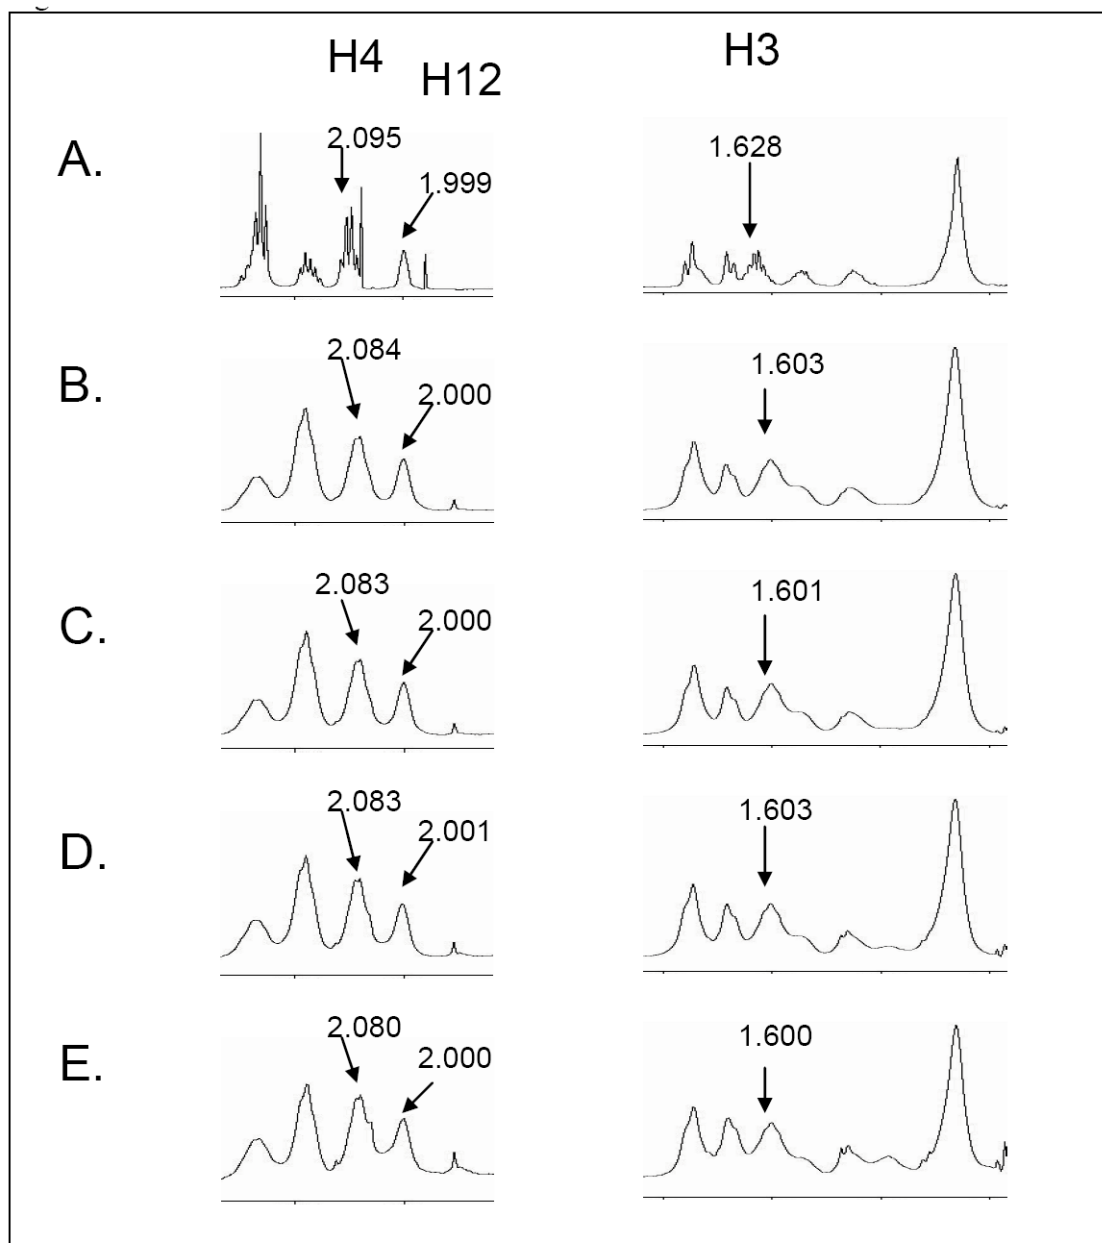 H4 H12 H3
A. 2.095 1.999 1.628
B. 2.084 2.000 1.603
C. 2.083 2.000 1.601
D. 2.083 2.001 1.603
E. 2.080 2.000 1.600